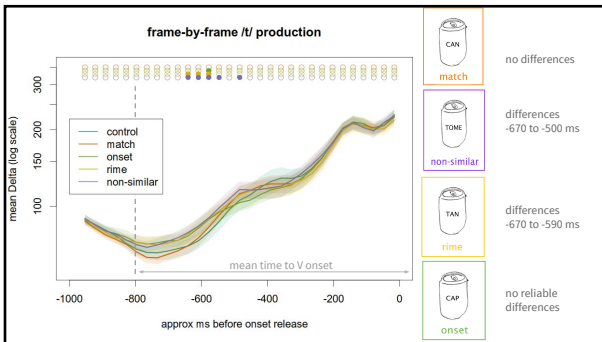 frame-by-frame /t/ production
mean Delta (log scale)
300
200
150
100
control
match
onset
rime
non-similar
mean time to V onset
-1000
-800
-600
-400
-200
0
approx ms before onset release
CAN
match
no differences
TOME
non-similar
differences
-670 to -500 ms
TAN
rime
differences
-670 to -590 ms
CAP
onset
no reliable
differences